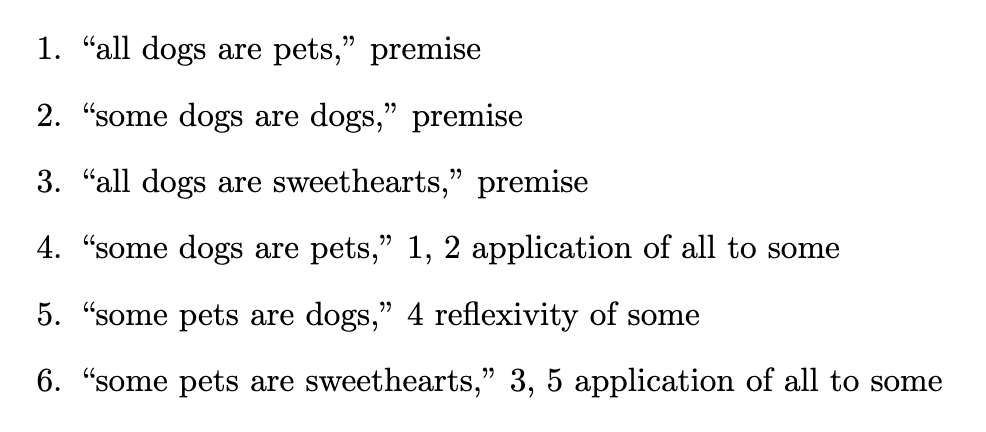 1. “all dogs are pets,” premise
2. “some dogs are dogs,” premise
3. “all dogs are sweethearts,” premise
4. “some dogs are pets,” 1, 2 application of all to some
5. “some pets are dogs,” 4 reflexivity of some
6. “some pets are sweethearts,” 3, 5 application of all to some